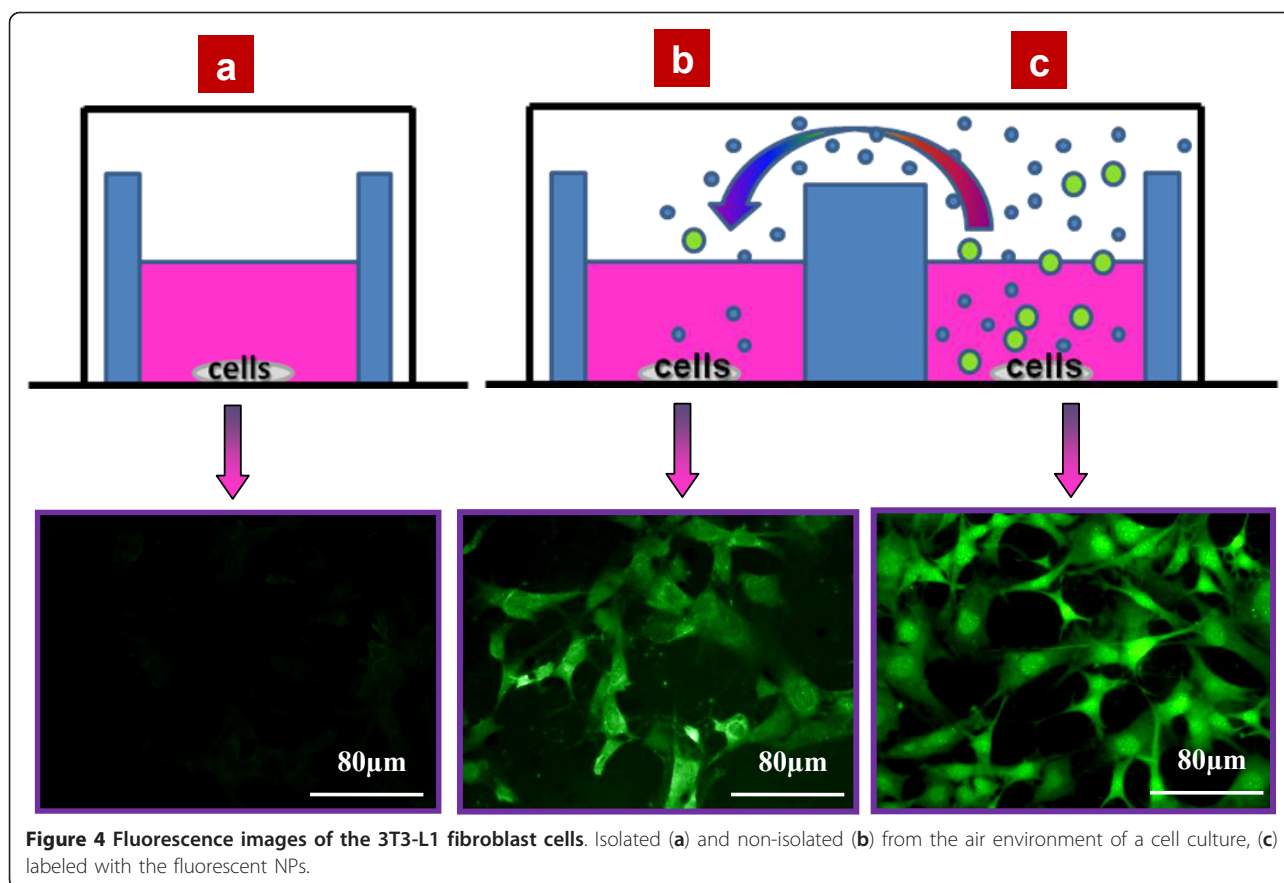 a
b
c
cells
cells
cells
80µm
80µm
80µm
Figure 4 Fluorescence images of the 3T3-L1 fibroblast cells. Isolated (a) and non-isolated (b) from the air environment of a cell culture, (c)
labeled with the fluorescent NPs.